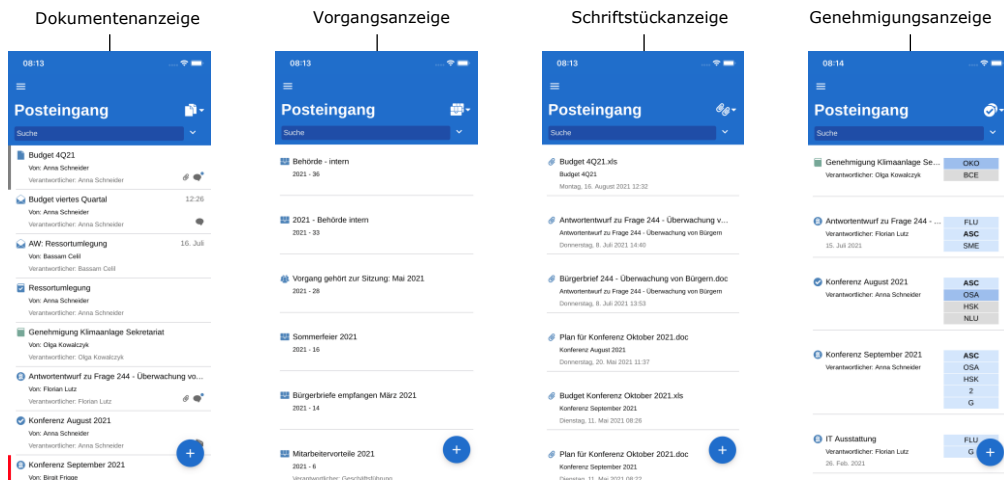 Dokumentenanzeige
08:13
Posteingang
Suche
Budget 4Q21
Von: Anna Schneider
Verantwortlicher: Anna Schneider
Budget viertes Quartal 12:26
Von: Anna Schneider
Verantwortlicher: Anna Schneider
AW: Ressortumlegung 16. Juli
Von: Bassam Celil
Verantwortlicher: Bassam Celil
Ressortumlegung
Von: Anna Schneider
Verantwortlicher: Anna Schneider
Genehmigung Klimaanlage Sekretariat
Von: Olga Kowalczyk
Verantwortlicher: Olga Kowalczyk
Antwortentwurf zu Frage 244 - Überwachung vo...
Von: Florian Lutz
Verantwortlicher: Florian Lutz
Konferenz August 2021
Von: Anna Schneider
Verantwortlicher: Anna Schneider
+
Konferenz September 2021
Von: Birgit Frigge
Vorgangsanzeige
08:13
Posteingang
Suche
Behörde - intern
2021 - 36
2021 - Behörde intern
2021 - 33
Vorgang gehört zur Sitzung: Mai 2021
2021 - 28
Sommerfeier 2021
2021 - 16
Bürgerbriefe empfangen März 2021
2021 - 14
+
Mitarbeitervorteile 2021
2021 - 6
Verantwortlicher: Geschäftsführung
Schriftstückanzeige
08:13
Posteingang
Suche
Budget 4Q21.xls
Budget 4Q21
Montag, 16. August 2021 12:32
Antwortentwurf zu Frage 244 - Überwachung v...
Antwortentwurf zu Frage 244 - Überwachung von Bürgern
Donnerstag, 8. Juli 2021 14:40
Bürgerbrief 244 - Überwachung von Bürgern.doc
Antwortentwurf zu Frage 244 - Überwachung von Bürgern
Donnerstag, 8. Juli 2021 13:53
Plan für Konferenz Oktober 2021.doc
Konferenz August 2021
Donnerstag, 20. Mai 2021 11:37
Budget Konferenz Oktober 2021.xls
Konferenz September 2021
Dienstag, 11. Mai 2021 08:26
+
Plan für Konferenz Oktober 2021.doc
Konferenz September 2021
Dienstag, 11. Mai 2021 08:22
Genehmigungsanzeige
08:14
Posteingang
Suche
Genehmigung Klimaanlage Se... OKO
Verantwortlicher: Olga Kowalczyk BCE
Antwortentwurf zu Frage 244 - ... FLU
Verantwortlicher: Florian Lutz ASC
15. Juli 2021 SME
Konferenz August 2021 ASC
Verantwortlicher: Anna Schneider OSA
HSK
NLU
Konferenz September 2021 ASC
Verantwortlicher: Anna Schneider OSA
HSK
2
G
IT Ausstattung FLU
Verantwortlicher: Florian Lutz G +
26. Feb. 2021